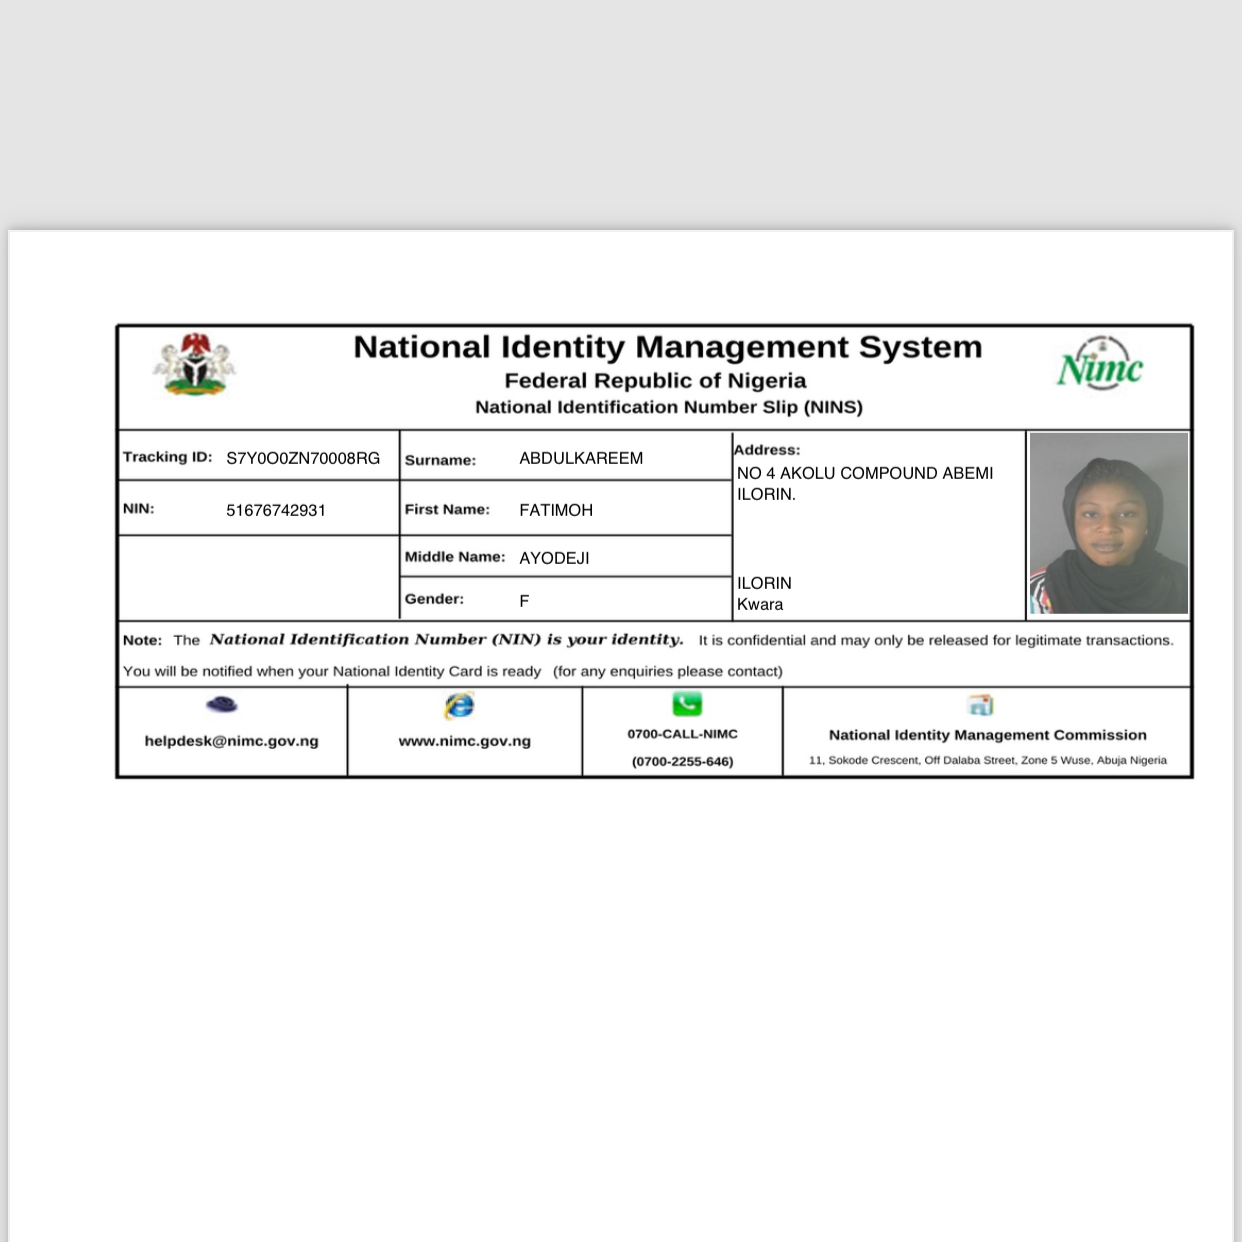 National Identity Management System
Federal Republic of Nigeria
National Identification Number Slip (NINS)
Nimc
Tracking ID: S7Y0O0ZN70008RG
NIN: 51676742931
Surname: ABDULKAREEM
First Name: FATIMOH
Middle Name: AYODEJI
Gender: F
Address:
NO 4 AKOLU COMPOUND ABEMI
ILORIN.
ILORIN
Kwara
Note: The National Identification Number (NIN) is your identity. It is confidential and may only be released for legitimate transactions.
You will be notified when your National Identity Card is ready (for any enquiries please contact)
helpdesk@nimc.gov.ng
www.nimc.gov.ng
0700-CALL-NIMC
(0700-2255-646)
National Identity Management Commission
11, Sokode Crescent, Off Dalaba Street, Zone 5 Wuse, Abuja Nigeria